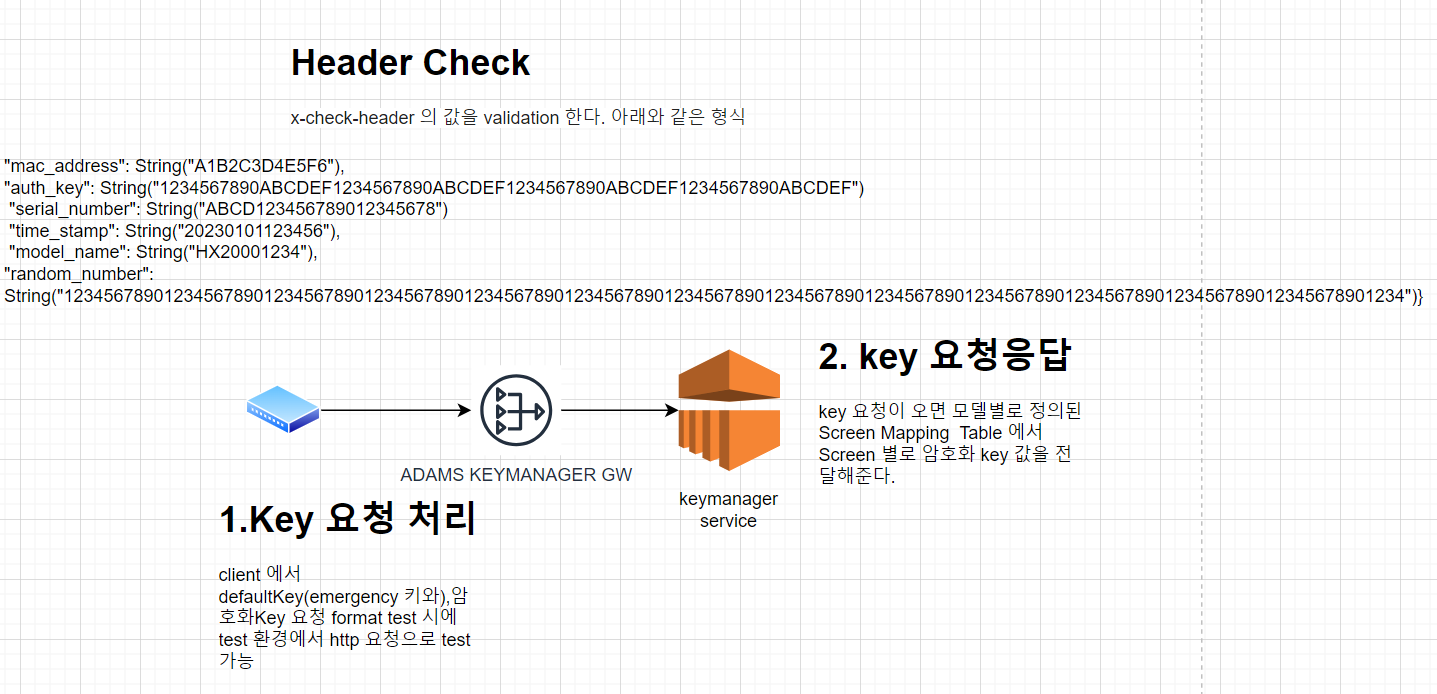 Header Check
x-check-header 의 값을 validation 한다. 아래와 같은 형식
"mac_address": String("A1B2C3D4E5F6"),
"auth_key": String("1234567890ABCDEF1234567890ABCDEF1234567890ABCDEF1234567890ABCDEF")
"serial_number": String("ABCD123456789012345678")
"time_stamp": String("20230101123456"),
"model_name": String("HX20001234"),
"random_number":
String("12345678901234567890123456789012345678901234567890123456789012345678901234567890123456789012345678901234567890123456789012345678901234")}
2. key 요청응답
key 요청이 오면 모델별로 정의된
Screen Mapping  Table 에서
Screen 별로 암호화 key 값을 전
달해준다.
ADAMS KEYMANAGER GW
keymanager
service
1.Key 요청 처리
client 에서
defaultKey(emergency 키와),암
호화Key 요청 format test 시에
test 환경에서 http 요청으로 test
가능